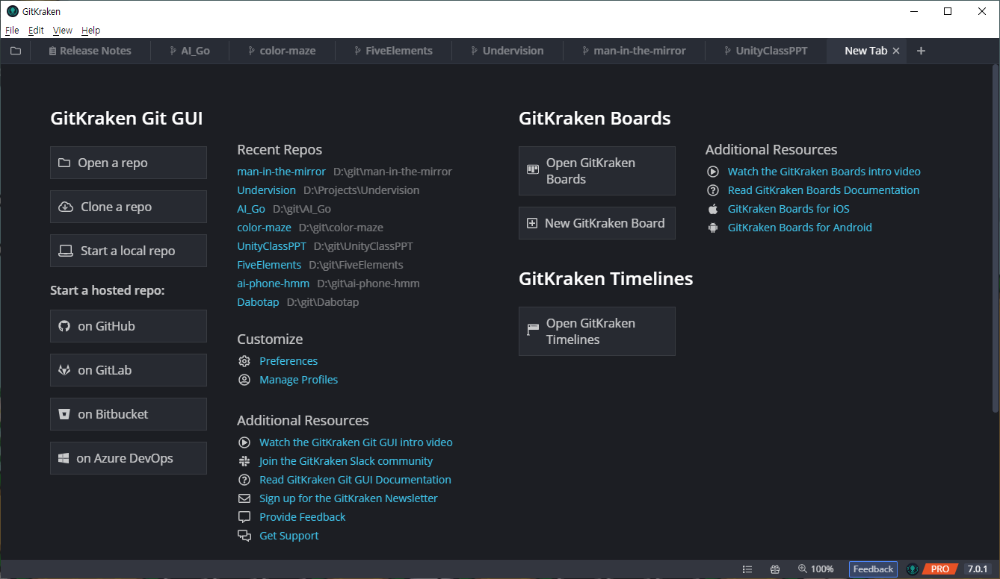 GitKraken
File Edit View Help
Release Notes AI_Go color-maze FiveElements Undervision man-in-the-mirror UnityClassPPT New Tab
GitKraken Git GUI
Open a repo
Clone a repo
Start a local repo
Start a hosted repo:
on GitHub
on GitLab
on Bitbucket
on Azure DevOps
Recent Repos
man-in-the-mirror D:\git\man-in-the-mirror
Undervision D:\Projects\Undervision
AI_Go D:\git\AI_Go
color-maze D:\git\color-maze
UnityClassPPT D:\git\UnityClassPPT
FiveElements D:\git\FiveElements
ai-phone-hmm D:\git\ai-phone-hmm
Dabotap D:\git\Dabotap
Customize
Preferences
Manage Profiles
Additional Resources
Watch the GitKraken Git GUI intro video
Join the GitKraken Slack community
Read GitKraken Git GUI Documentation
Sign up for the GitKraken Newsletter
Provide Feedback
Get Support
GitKraken Boards
Open GitKraken
Boards
New GitKraken Board
Additional Resources
Watch the GitKraken Boards intro video
Read GitKraken Boards Documentation
GitKraken Boards for iOS
GitKraken Boards for Android
GitKraken Timelines
Open GitKraken
Timelines
100% Feedback PRO 7.0.1